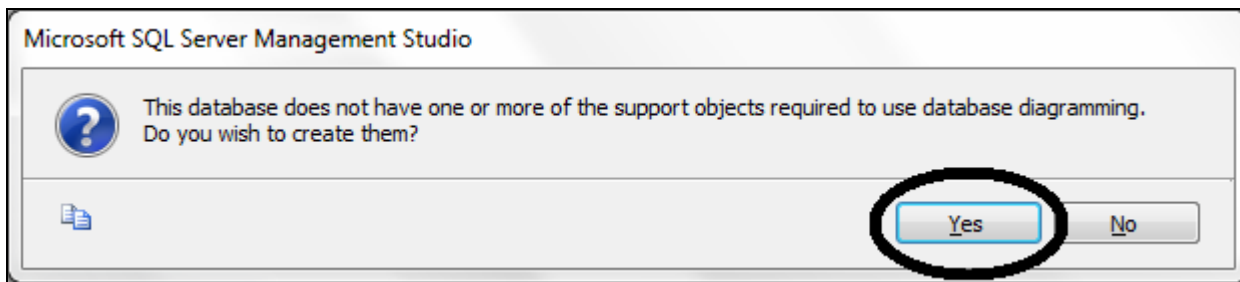 Microsoft SQL Server Management Studio
This database does not have one or more of the support objects required to use database diagramming.
Do you wish to create them?
Yes
No